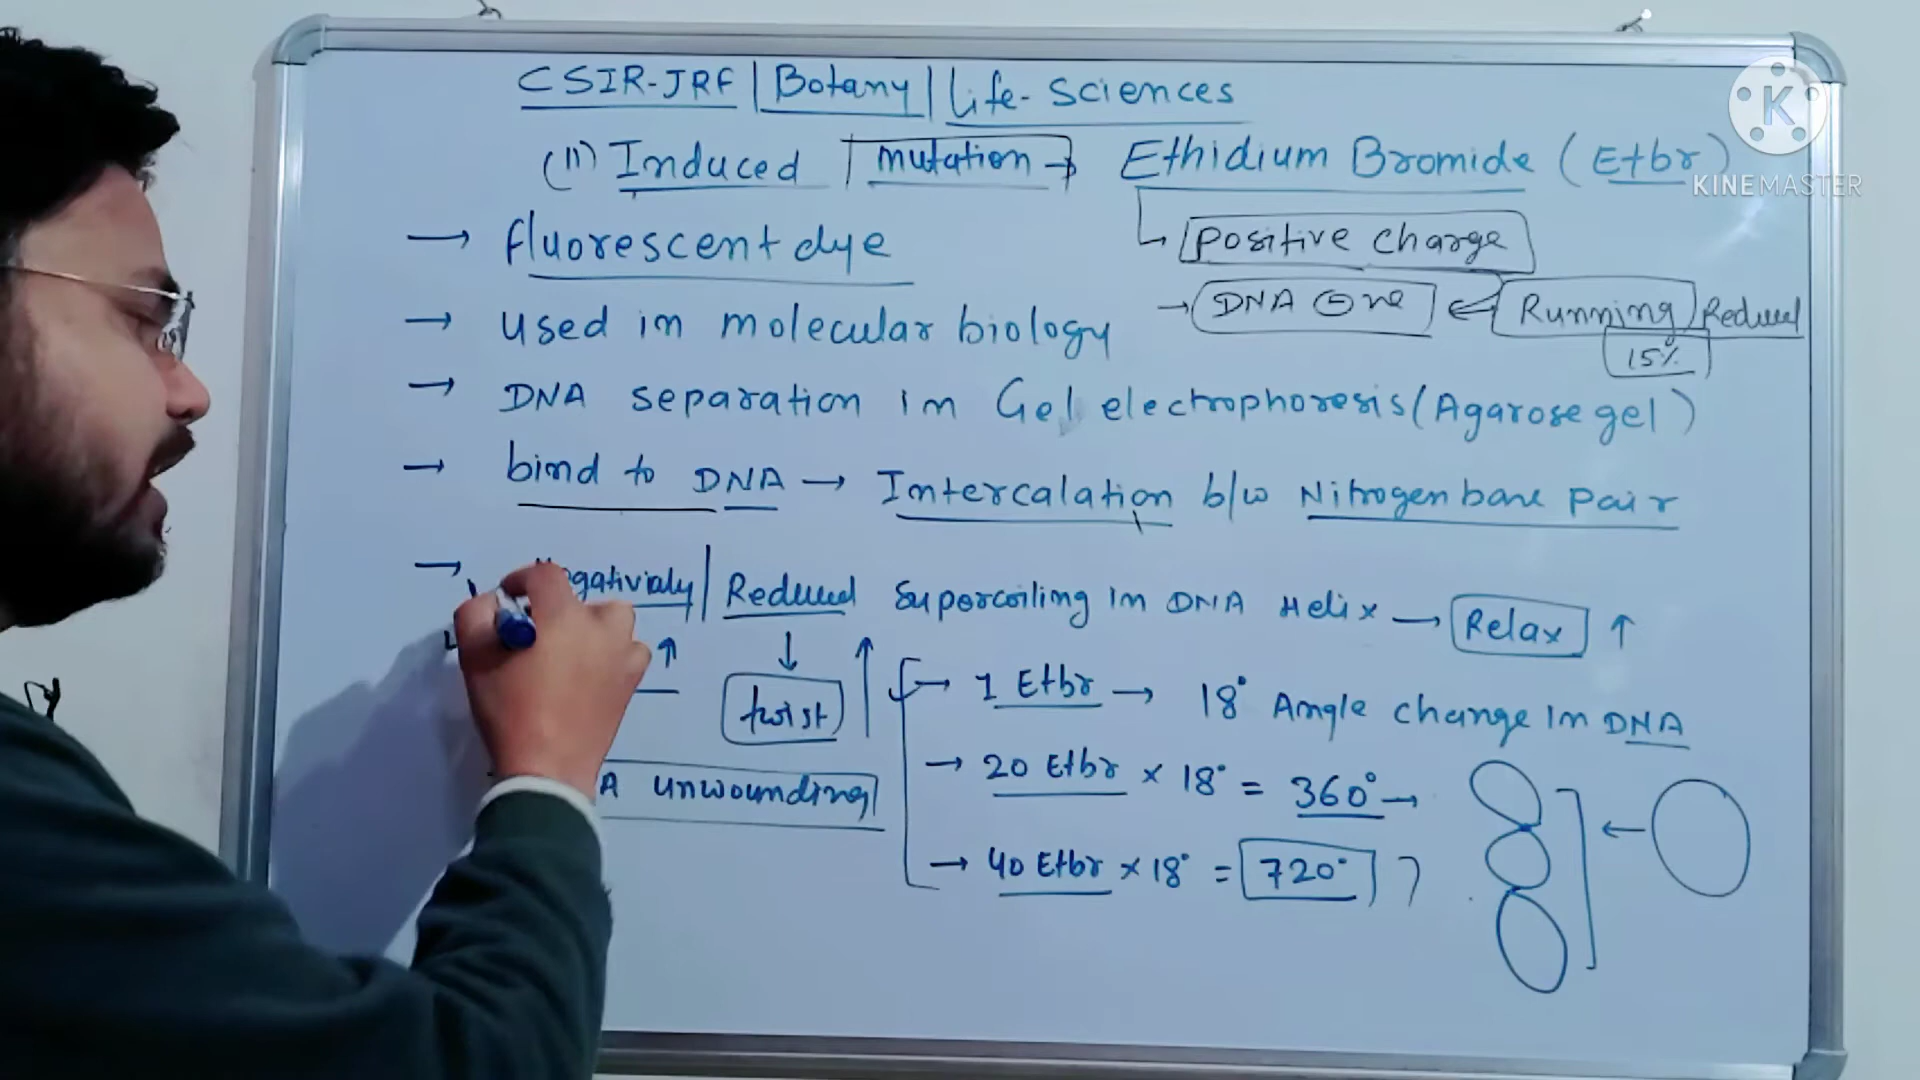 CSIR-JRF | Botany | Life-Sciences
(11) Induced mutation → Ethidium Bromide (Etbr)
K
KINEMASTER
→ fluorescent dye
Positive charge
→ DNA ⊖ve ← Running Reduced
15%
→ used in molecular biology
→ DNA separation in Gel electrophoresis (Agarose gel)
→ bind to DNA → Intercalation b/w Nitrogen base pair
→ Negativialy | Reduced Supercoiling in DNA Helix → Relax ↑
↑ ↓ ↑
twist
→ 1 Etbr → 18° Angle change in DNA
→ 20 Etbr × 18° = 360° →
A unwounding
→ 40 Etbr × 18° = 720°